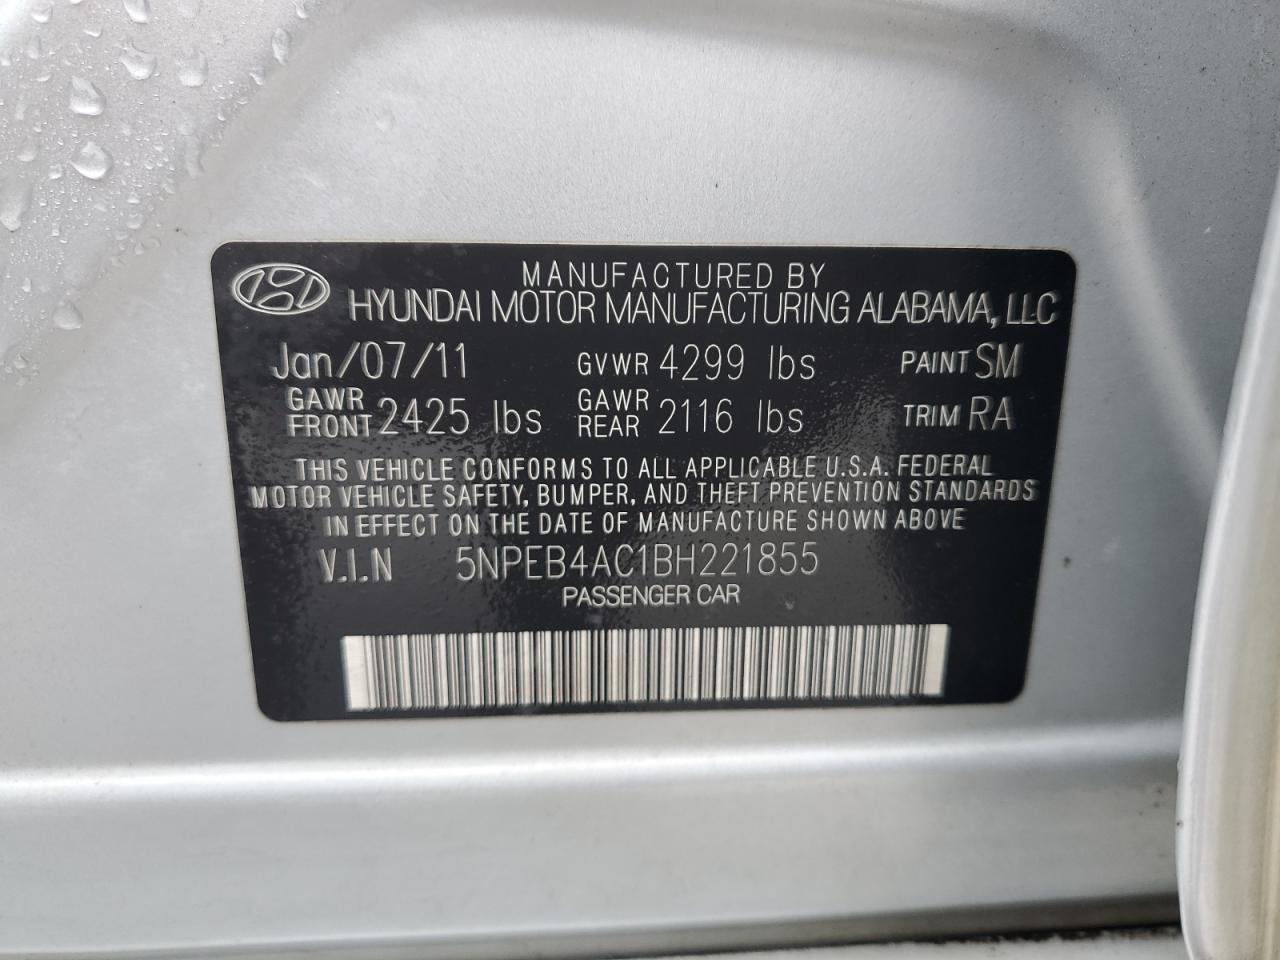 MANUFACTURED BY
HYUNDAI MOTOR MANUFACTURING ALABAMA, LLC
Jan/07/11 GVWR 4299 lbs PAINT SM
GAWR FRONT 2425 lbs GAWR REAR 2116 lbs TRIM RA
THIS VEHICLE CONFORMS TO ALL APPLICABLE U.S.A. FEDERAL
MOTOR VEHICLE SAFETY, BUMPER, AND THEFT PREVENTION STANDARDS
IN EFFECT ON THE DATE OF MANUFACTURE SHOWN ABOVE
V.I.N 5NPEB4AC1BH221855
PASSENGER CAR